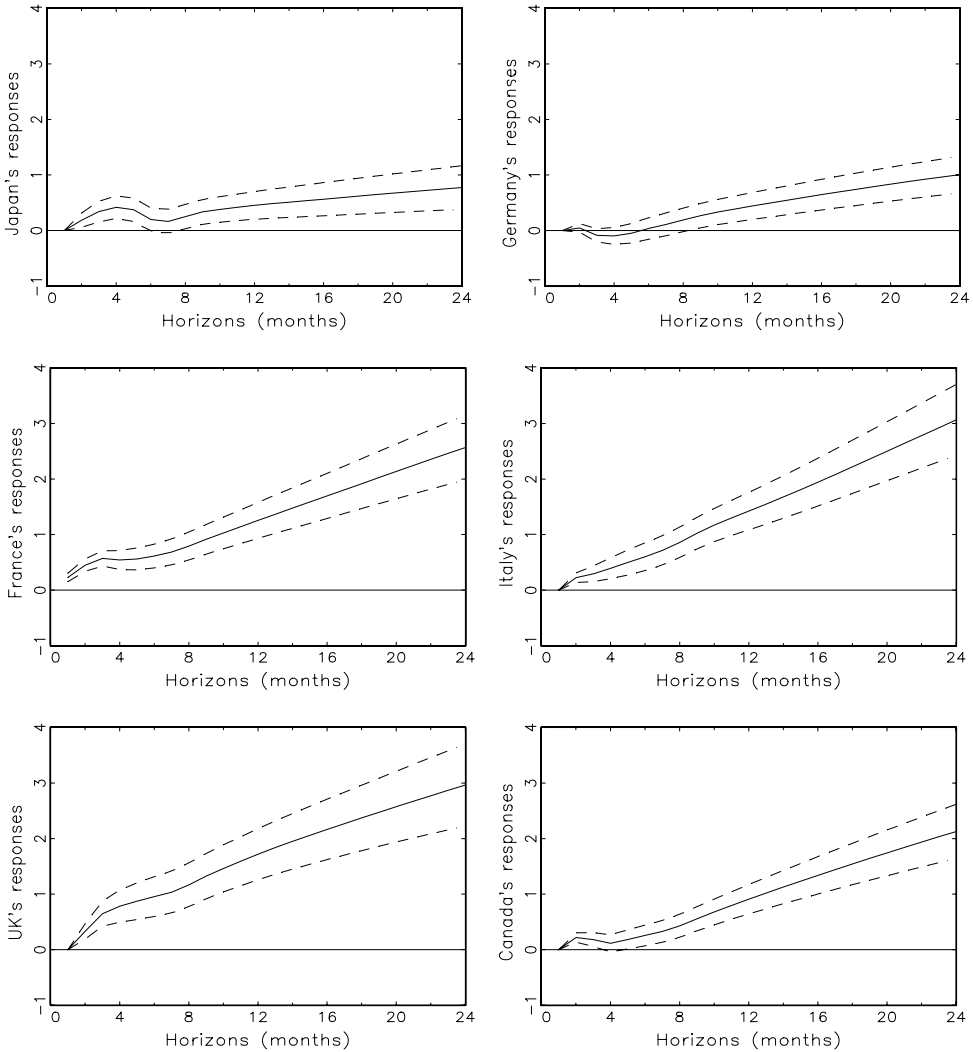 Japan's responses
4
3
2
1
0
-1
0 4 8 12 16 20 24
Horizons (months)
Germany's responses
4
3
2
1
0
-1
0 4 8 12 16 20 24
Horizons (months)
France's responses
4
3
2
1
0
-1
0 4 8 12 16 20 24
Horizons (months)
Italy's responses
4
3
2
1
0
-1
0 4 8 12 16 20 24
Horizons (months)
UK's responses
4
3
2
1
0
-1
0 4 8 12 16 20 24
Horizons (months)
Canada's responses
4
3
2
1
0
-1
0 4 8 12 16 20 24
Horizons (months)